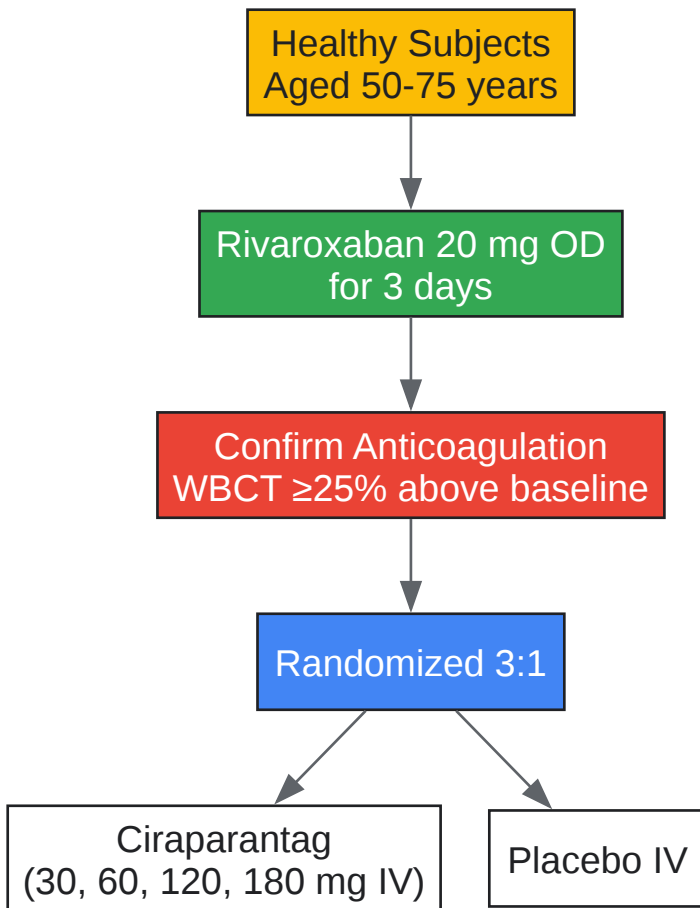 Healthy Subjects
Aged 50-75 years
Rivaroxaban 20 mg OD
for 3 days
Confirm Anticoagulation
WBCT ≥25% above baseline
Randomized 3:1
Ciraparantag
(30, 60, 120, 180 mg IV)
Placebo IV